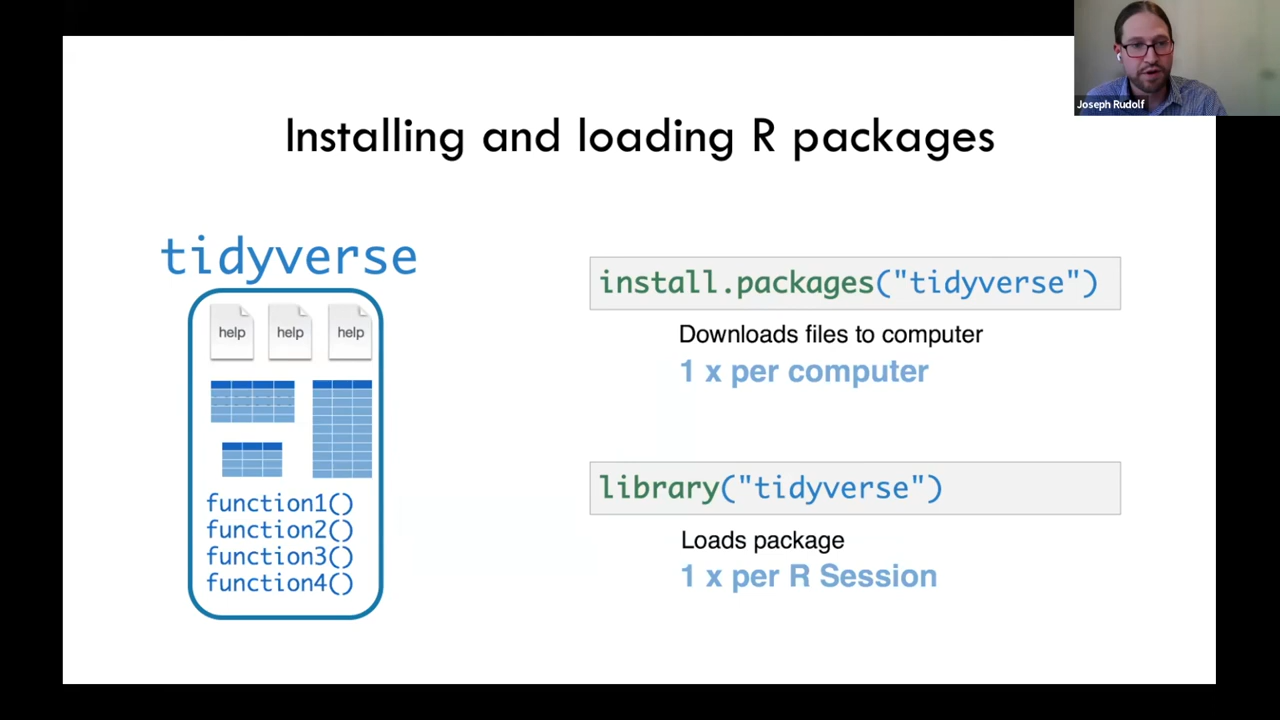 Joseph Rudolf
Installing and loading R packages
tidyverse
help help help
function1()
function2()
function3()
function4()
install.packages("tidyverse")
Downloads files to computer
1 x per computer
library("tidyverse")
Loads package
1 x per R Session